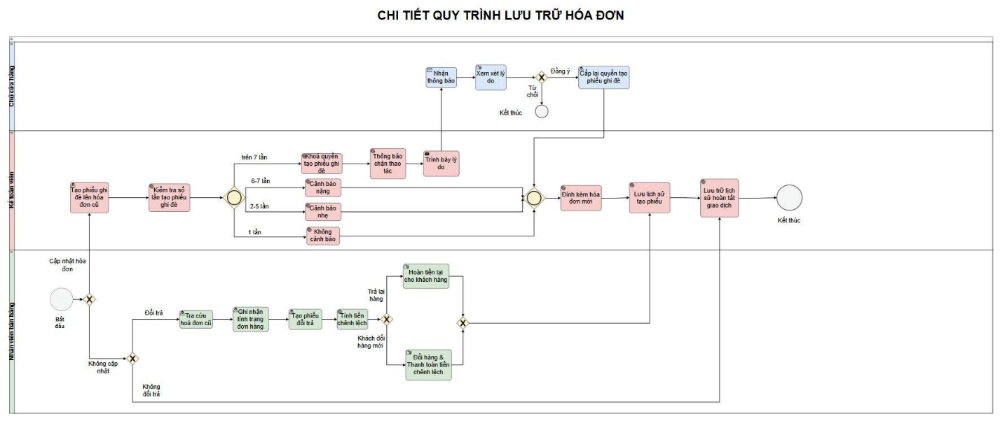 CHI TIẾT QUY TRÌNH LƯU TRỮ HÓA ĐƠN
Chủ cửa hàng
Nhận
thông báo
Xem xét lý
do
Đồng ý
Từ
chối
Kết thúc
Cấp lại quyền tạo
phiếu ghi đè
Kế toán viên
Tạo phiếu ghi
đè lên hóa
đơn cũ
Kiểm tra số
lần tạo phiếu
ghi đè
trên 7 lần
Khoá quyền
tạo phiếu ghi
đè
Thông báo
chặn thao
tác
Trình bày lý
do
6-7 lần
Cảnh báo
nặng
2-5 lần
Cảnh báo
nhẹ
1 lần
Không
cảnh báo
Đính kèm hóa
đơn mới
Lưu lịch sử
tạo phiếu
Lưu trữ lịch
sử hoàn tất
giao dịch
Kết thúc
Nhân viên bán hàng
Cập nhật hóa
đơn
Bắt
đầu
Không cập
nhật
Đổi trả
Tra cứu
hoá đơn cũ
Ghi nhận
tình trạng
đơn hàng
Tạo phiếu
đổi trả
Tính tiền
chênh lệch
Trả lại
hàng
Hoàn tiền lại
cho khách hàng
Khách đổi
hàng mới
Đổi hàng &
Thanh toán tiền
chênh lệch
Không
đổi trả